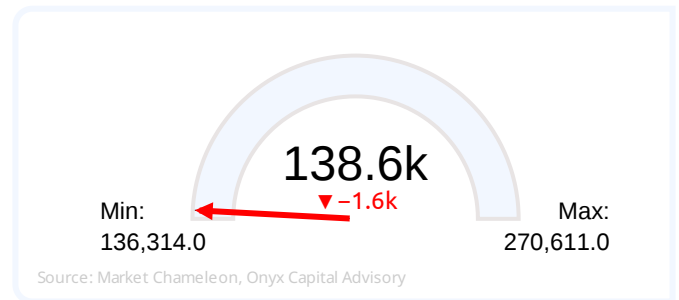 138.6k
▼−1.6k
Min:
136,314.0
Max:
270,611.0
Source: Market Chameleon, Onyx Capital Advisory